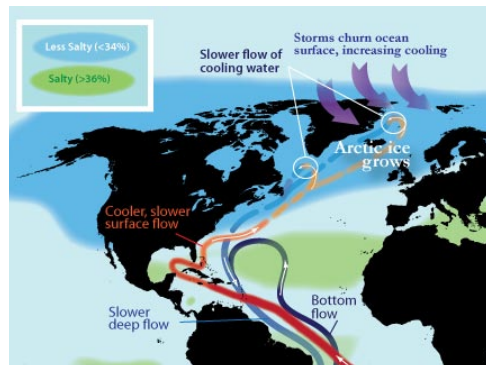 Less Salty (<34%)
Salty (>36%)
Slower flow of
cooling water
Storms churn ocean
surface, increasing cooling
Arctic ice
grows
Cooler, slower
surface flow
Slower
deep flow
Bottom
flow